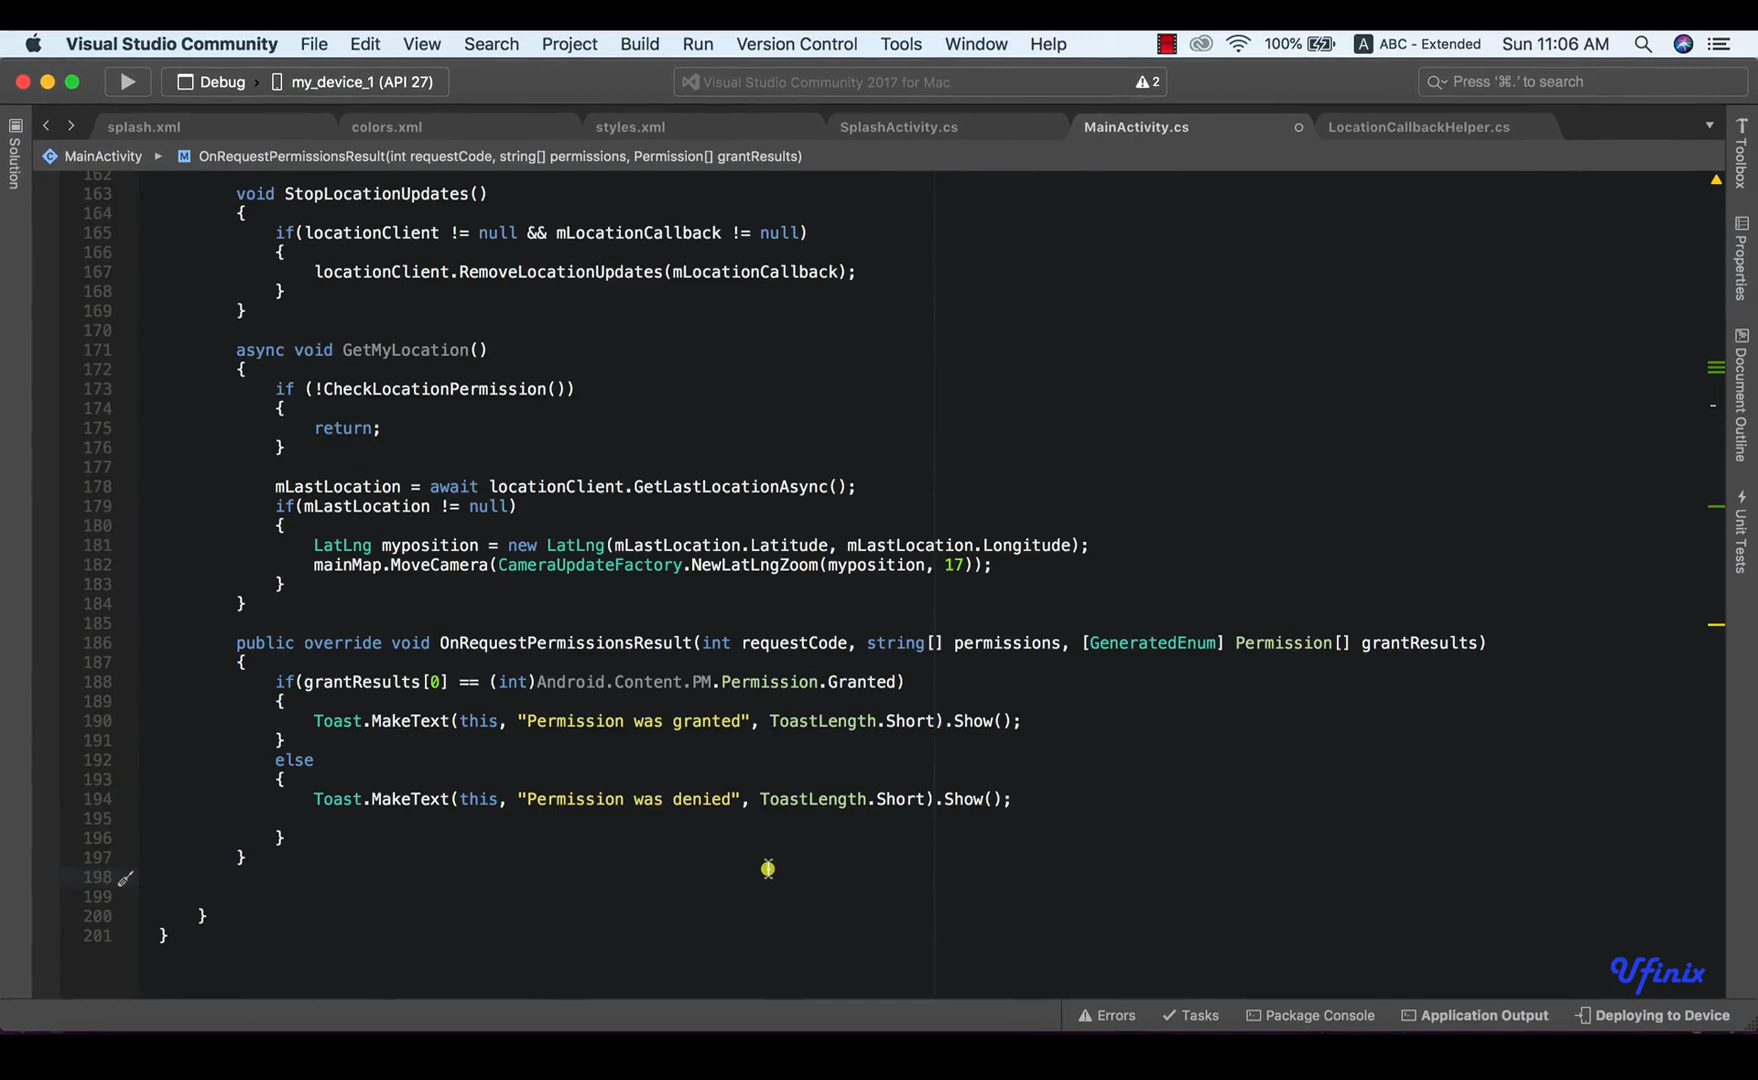 Visual Studio Community File Edit View Search Project Build Run Version Control Tools Window Help 100% A ABC - Extended Sun 11:06 AM
Debug > my_device_1 (API 27) Visual Studio Community 2017 for Mac 2 Press '⌘.' to search
splash.xml colors.xml styles.xml SplashActivity.cs MainActivity.cs LocationCallbackHelper.cs
MainActivity M OnRequestPermissionsResult(int requestCode, string[] permissions, Permission[] grantResults)
Solution
Toolbox
Properties
Document Outline
Unit Tests
162
163 void StopLocationUpdates()
164 {
165 if(locationClient != null && mLocationCallback != null)
166 {
167 locationClient.RemoveLocationUpdates(mLocationCallback);
168 }
169 }
170
171 async void GetMyLocation()
172 {
173 if (!CheckLocationPermission())
174 {
175 return;
176 }
177
178 mLastLocation = await locationClient.GetLastLocationAsync();
179 if(mLastLocation != null)
180 {
181 LatLng myposition = new LatLng(mLastLocation.Latitude, mLastLocation.Longitude);
182 mainMap.MoveCamera(CameraUpdateFactory.NewLatLngZoom(myposition, 17));
183 }
184 }
185
186 public override void OnRequestPermissionsResult(int requestCode, string[] permissions, [GeneratedEnum] Permission[] grantResults)
187 {
188 if(grantResults[0] == (int)Android.Content.PM.Permission.Granted)
189 {
190 Toast.MakeText(this, "Permission was granted", ToastLength.Short).Show();
191 }
192 else
193 {
194 Toast.MakeText(this, "Permission was denied", ToastLength.Short).Show();
195
196 }
197 }
198
199
200 }
201 }
Ufinix
Errors Tasks Package Console Application Output Deploying to Device